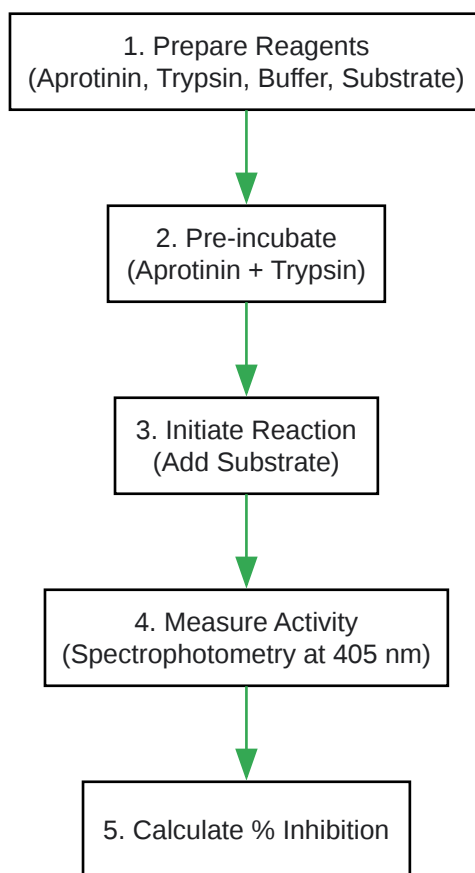 1. Prepare Reagents
(Aprotinin, Trypsin, Buffer, Substrate)
2. Pre-incubate
(Aprotinin + Trypsin)
3. Initiate Reaction
(Add Substrate)
4. Measure Activity
(Spectrophotometry at 405 nm)
5. Calculate % Inhibition